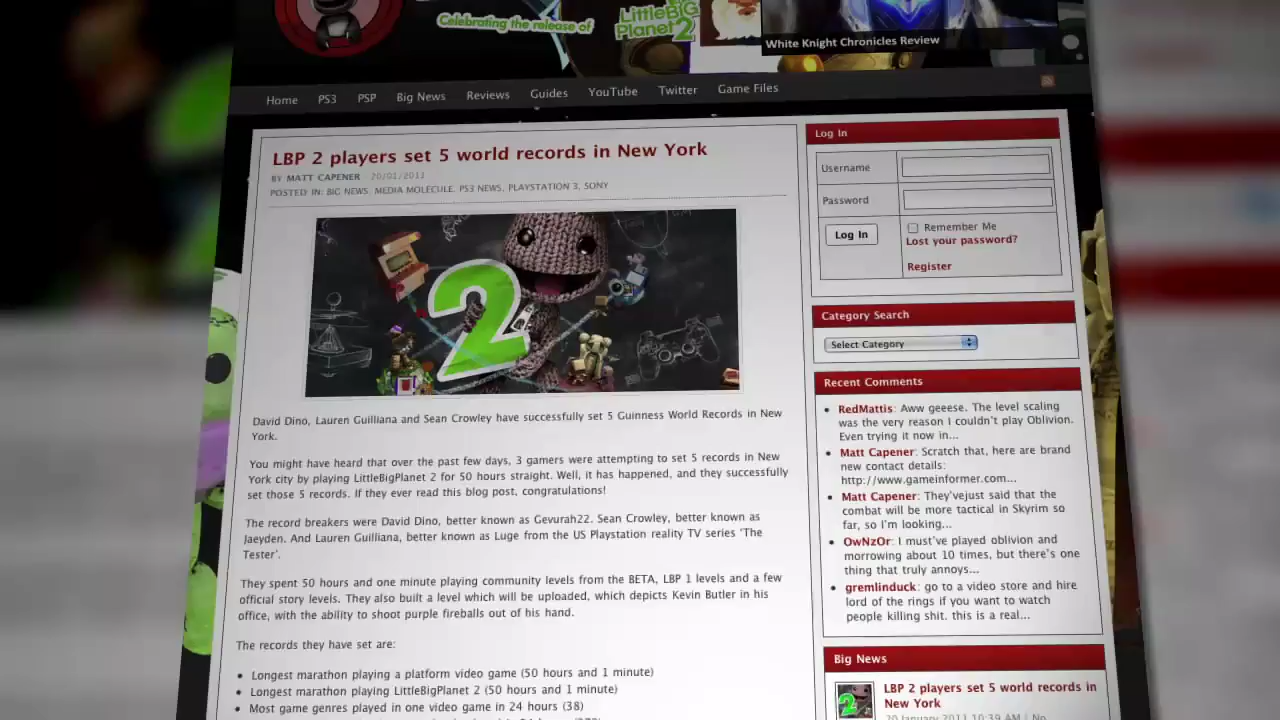 Celebrating the release of
LittleBIG
Planet 2
White Knight Chronicles Review
Home PS3 PSP Big News Reviews Guides YouTube Twitter Game Files
LBP 2 players set 5 world records in New York
BY MATT CAPENER - 20/01/2011
POSTED IN: BIG NEWS, MEDIA MOLECULE, PS3 NEWS, PLAYSTATION 3, SONY
2
David Dino, Lauren Guilliana and Sean Crowley have successfully set 5 Guinness World Records in New
York.
You might have heard that over the past few days, 3 gamers were attempting to set 5 records in New
York city by playing LittleBigPlanet 2 for 50 hours straight. Well, it has happened, and they successfully
set those 5 records. If they ever read this blog post, congratulations!
The record breakers were David Dino, better known as Gevurah22. Sean Crowley, better known as
Jaeyden. And Lauren Guilliana, better known as Luge from the US Playstation reality TV series 'The
Tester'.
They spent 50 hours and one minute playing community levels from the BETA, LBP 1 levels and a few
official story levels. They also built a level which will be uploaded, which depicts Kevin Butler in his
office, with the ability to shoot purple fireballs out of his hand.
The records they have set are:
• Longest marathon playing a platform video game (50 hours and 1 minute)
• Longest marathon playing LittleBigPlanet 2 (50 hours and 1 minute)
• Most game genres played in one video game in 24 hours (38)
Log In
Username
Password
Log In
Remember Me
Lost your password?
Register
Category Search
Select Category
Recent Comments
• RedMattis: Aww geeese. The level scaling
was the very reason I couldn't play Oblivion.
Even trying it now in...
• Matt Capener: Scratch that, here are brand
new contact details:
http://www.gameinformer.com...
• Matt Capener: They'vejust said that the
combat will be more tactical in Skyrim so
far, so I'm looking...
• OwNzOr: I must've played oblivion and
morrowing about 10 times, but there's one
thing that truly annoys...
• gremlinduck: go to a video store and hire
lord of the rings if you want to watch
people killing shit. this is a real...
Big News
LBP 2 players set 5 world records in
New York
20 January 2011 10:39 AM | No